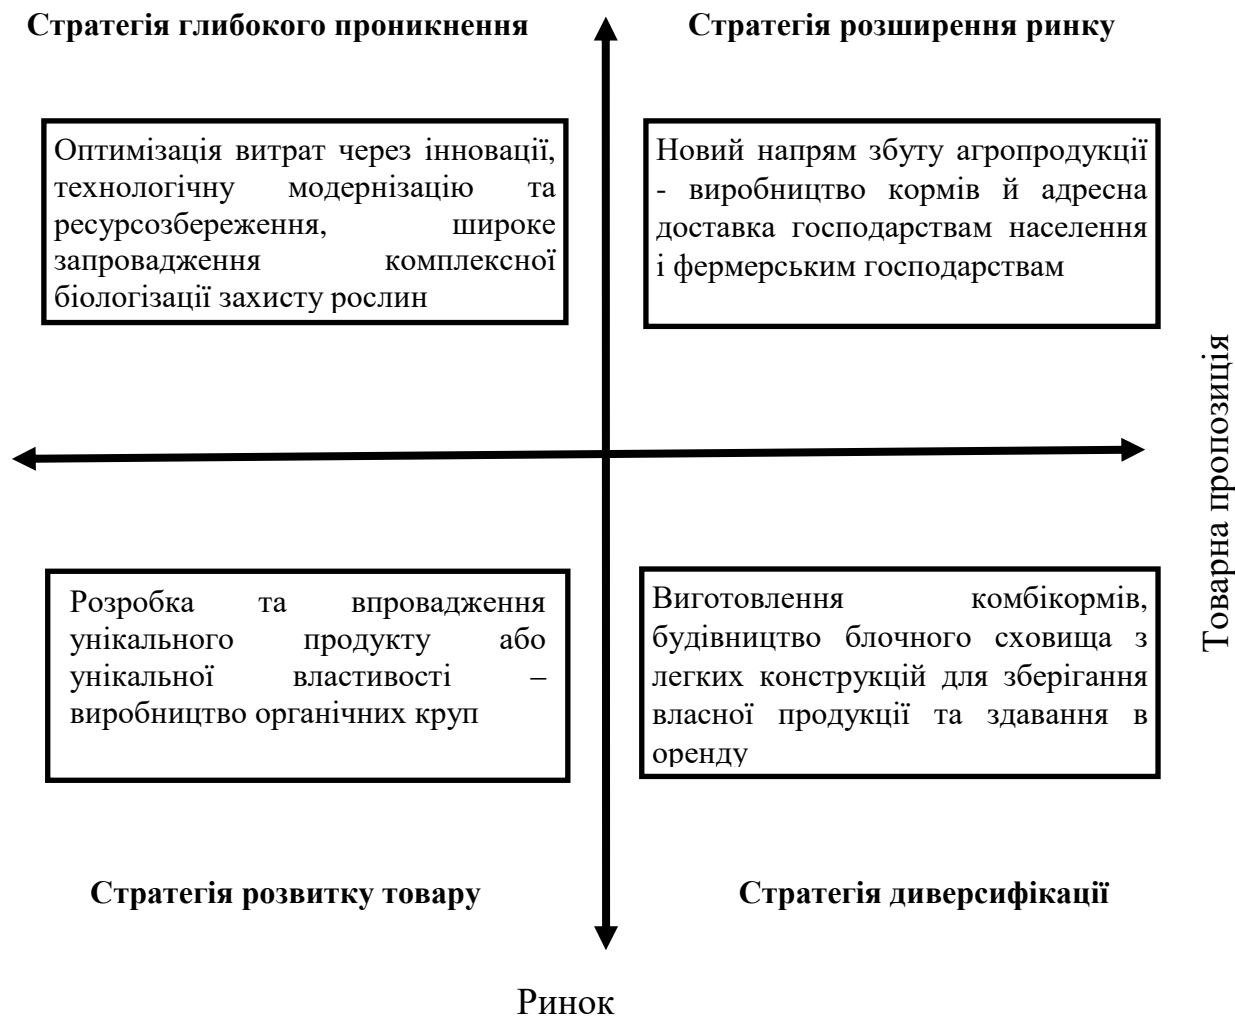 Стратегія глибокого проникнення
Стратегія розширення ринку
Оптимізація витрат через інновації,
технологічну модернізацію та
ресурсозбереження, широке
запровадження комплексної
біологізації захисту рослин
Новий напрям збуту агропродукції
- виробництво кормів й адресна
доставка господарствам населення
і фермерським господарствам
Товарна пропозиція
Розробка та впровадження
унікального продукту або
унікальної властивості –
виробництво органічних круп
Виготовлення комбікормів,
будівництво блочного сховища з
легких конструкцій для зберігання
власної продукції та здавання в
оренду
Стратегія розвитку товару
Стратегія диверсифікації
Ринок